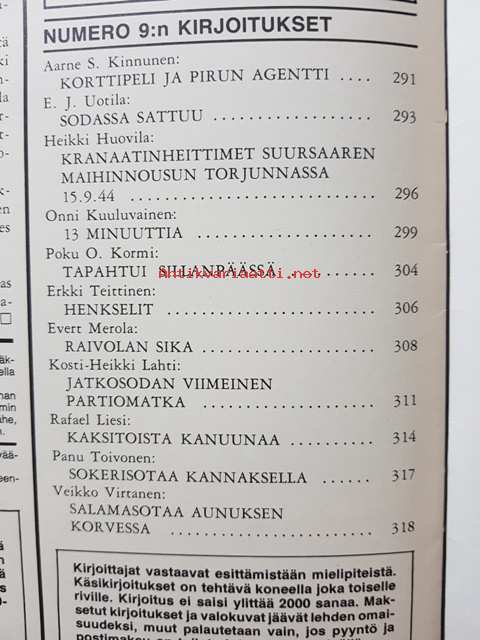 NUMERO 9:n KIRJOITUKSET
Aarne S. Kinnunen:
KORTTIPELI JA PIRUN AGENTTI .... 291
E. J. Uotila:
SODASSA SATTUU .................. 293
Heikki Huovila:
KRANAATINHEITTIMET SUURSAAREN
MAIHINNOUSUN TORJUNNASSA
15.9.44 ........................... 296
Onni Kuuluvainen:
13 MINUUTTIA .................... 299
Poku O. Kormi:
TAPAHTUI SILLANPÄÄSSÄ ......... 304
Antikvariaatti.net
Erkki Teittinen:
HENKSELIT ....................... 306
Evert Merola:
RAIVOLAN SIKA .................... 308
Kosti-Heikki Lahti:
JATKOSODAN VIIMEINEN
PARTIOMATKA .................... 311
Rafael Liesi:
KAKSITOISTA KANUUNAA .......... 314
Panu Toivonen:
SOKERISOTAA KANNAKSELLA ...... 317
Veikko Virtanen:
SALAMASOTAA AUNUKSEN
KORVESSA ........................ 318
Kirjoittajat vastaavat esittämistään mielipiteistä.
Käsikirjoitukset on tehtävä koneella joka toiselle
riville. Kirjoitus ei saisi ylittää 2000 sanaa. Mak-
setut kirjoitukset ja valokuvat jäävät lehden omai-
suudeksi, muut palautetaan vain, jos pyyntö ja